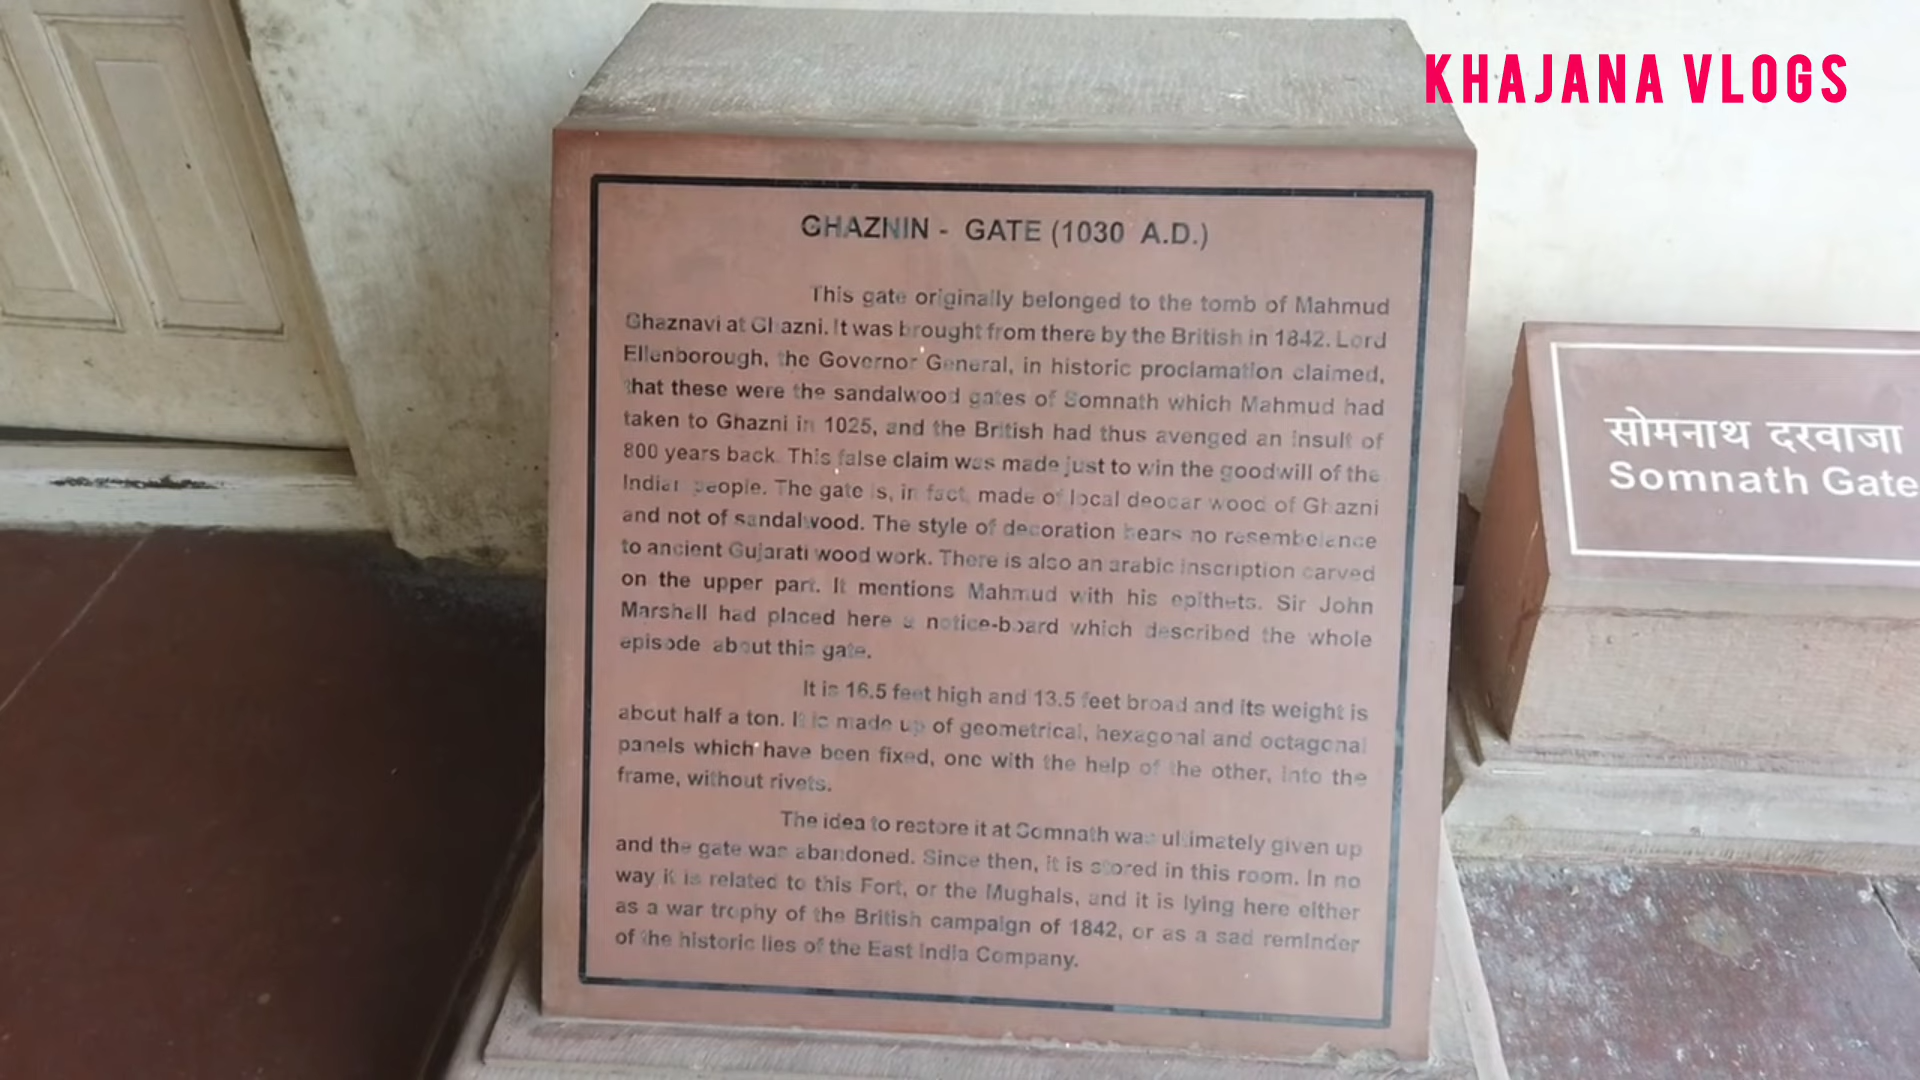 KHAJANA VLOGS
GHAZNIN - GATE (1030 A.D.)
This gate originally belonged to the tomb of Mahmud
Ghaznavi at Ghazni. It was brought from there by the British in 1842. Lord
Ellenborough, the Governor General, in historic proclamation claimed,
that these were the sandalwood gates of Somnath which Mahmud had
taken to Ghazni in 1025, and the British had thus avenged an insult of
800 years back. This false claim was made just to win the goodwill of the
Indian people. The gate is, in fact, made of local deodar wood of Ghazni
and not of sandalwood. The style of decoration bears no resembelance
to ancient Gujarati wood work. There is also an arabic inscription carved
on the upper part. It mentions Mahmud with his epithets. Sir John
Marshall had placed here a notice-board which described the whole
episode about this gate.
It is 16.5 feet high and 13.5 feet broad and its weight is
about half a ton. It is made up of geometrical, hexagonal and octagonal
panels which have been fixed, one with the help of the other, into the
frame, without rivets.
The idea to restore it at Somnath was ultimately given up
and the gate was abandoned. Since then, it is stored in this room. In no
way it is related to this Fort, or the Mughals, and it is lying here either
as a war trophy of the British campaign of 1842, or as a sad reminder
of the historic lies of the East India Company.
सोमनाथ दरवाजा
Somnath Gate